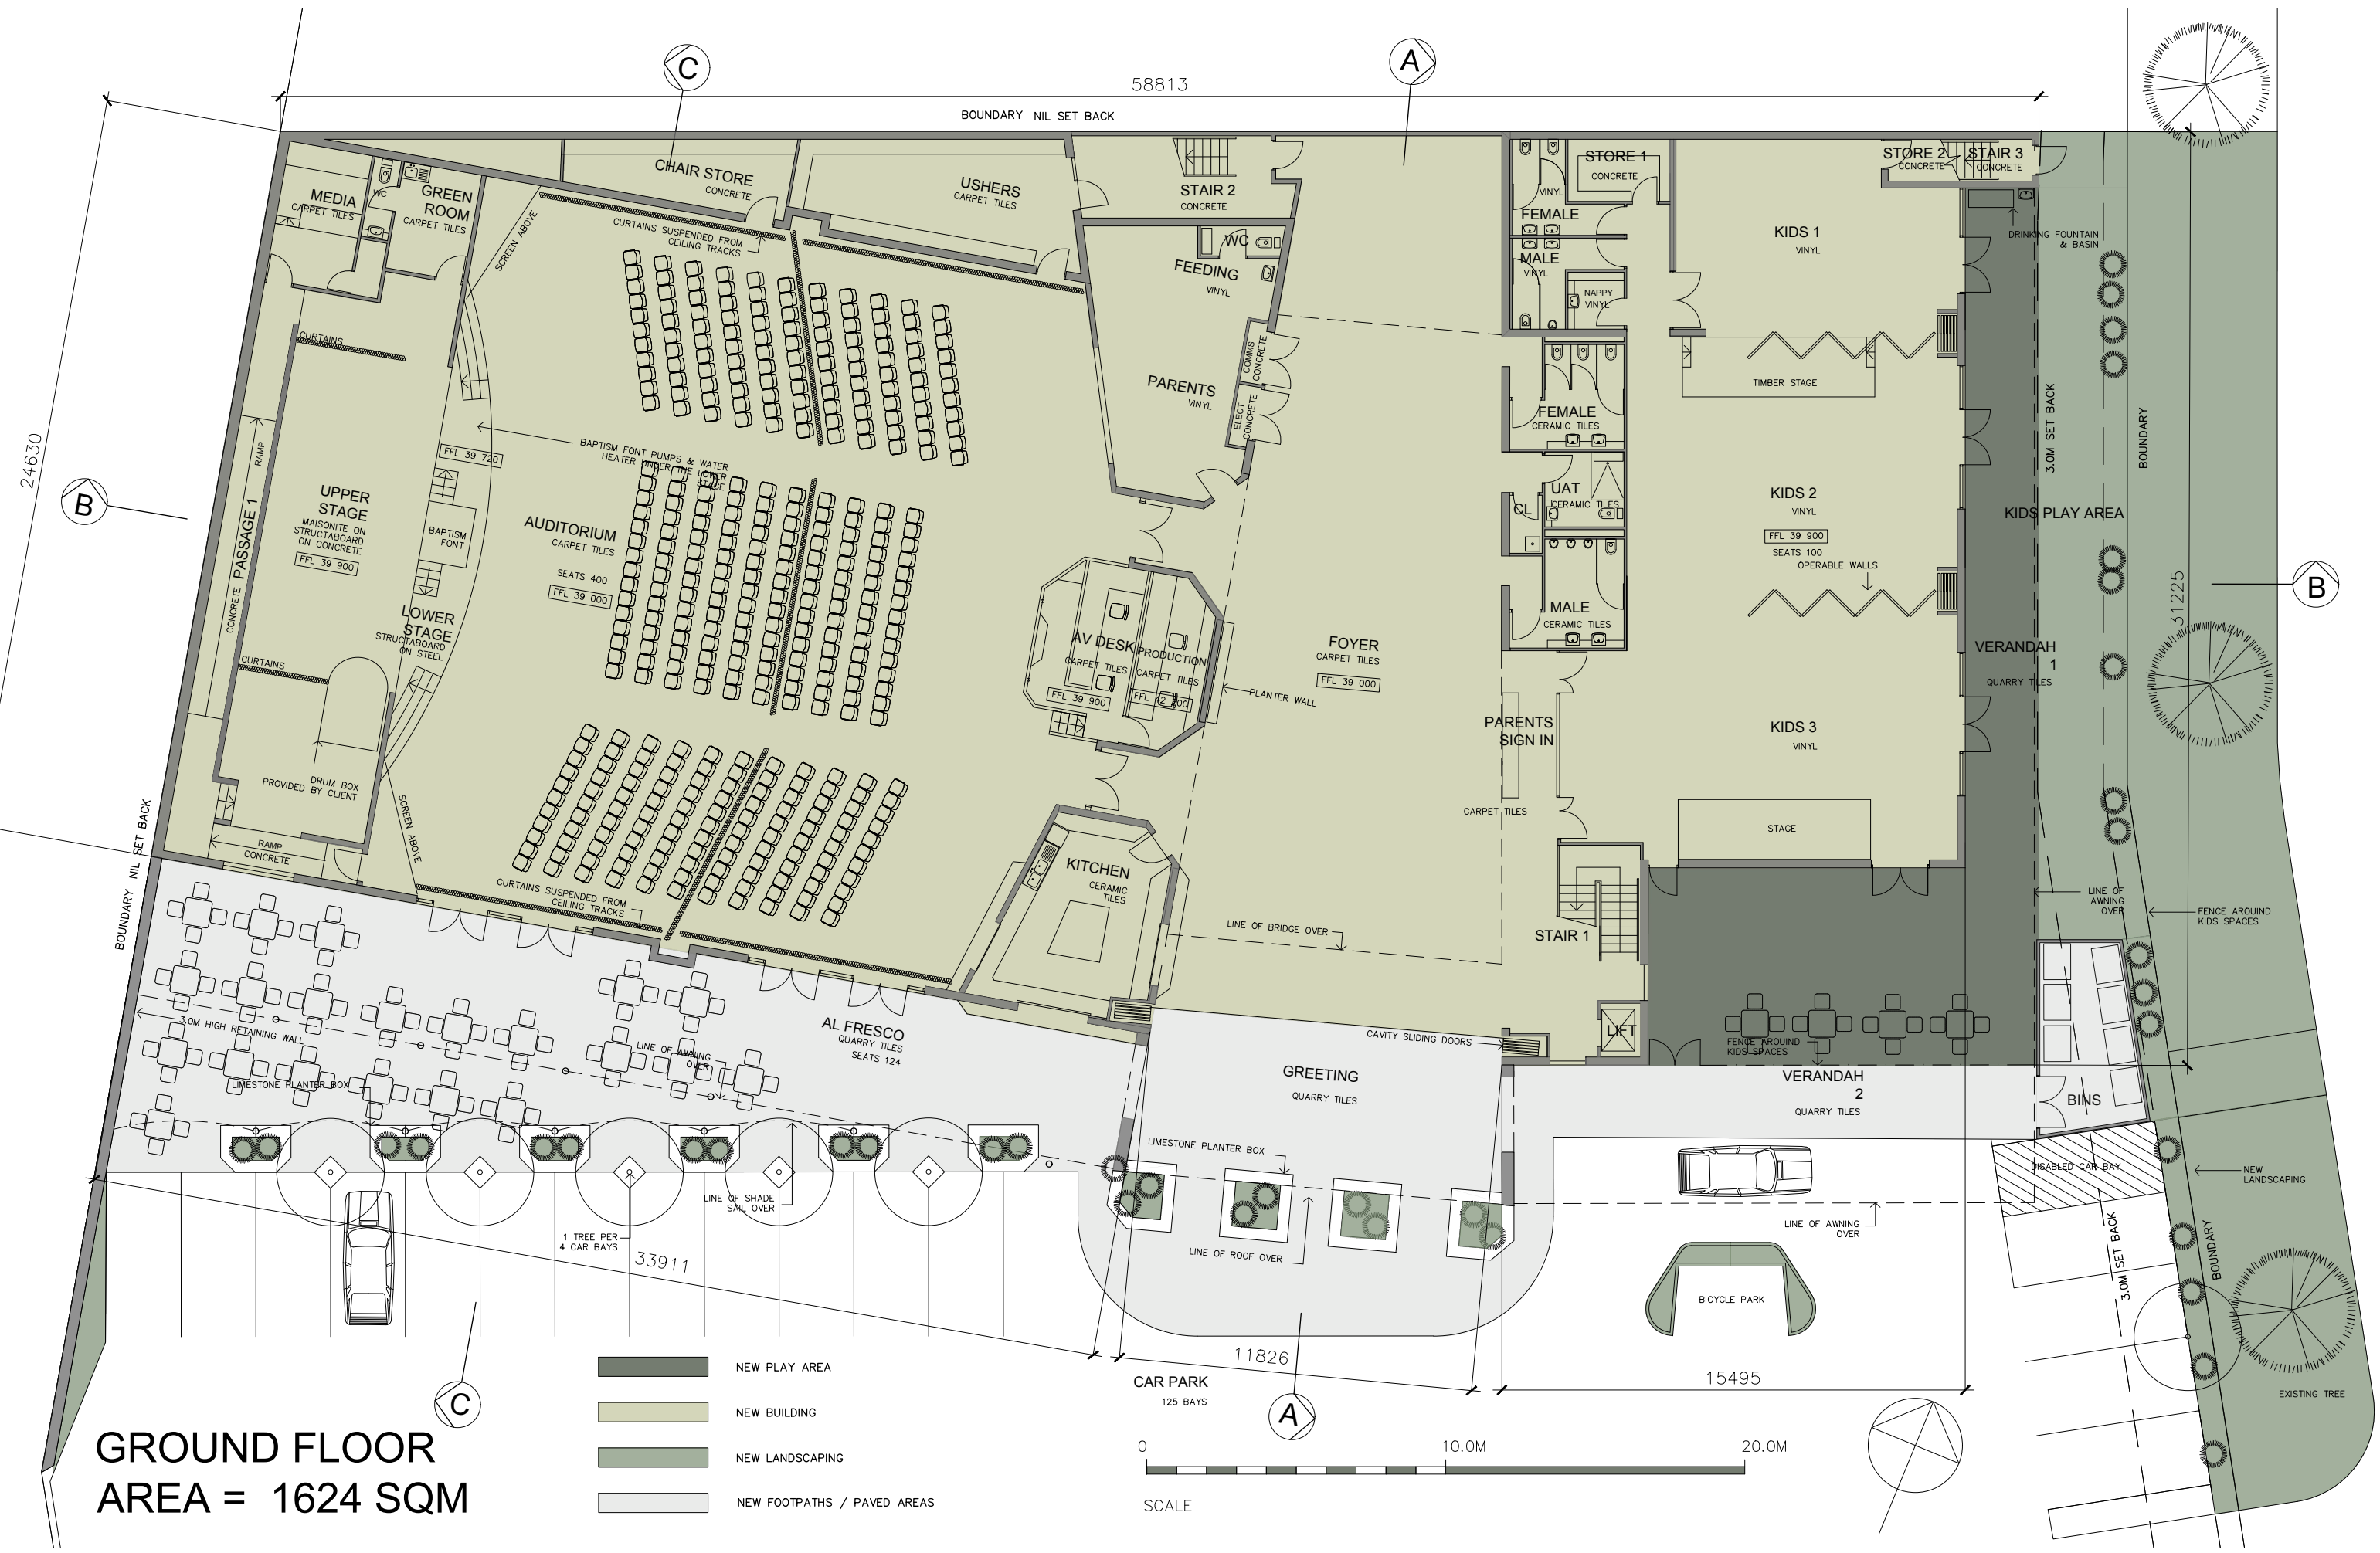 C
A
58813
BOUNDARY NIL SET BACK
24630
MEDIA
CARPET TILES
WC
GREEN
ROOM
CARPET TILES
SCREEN ABOVE
CHAIR STORE
CONCRETE
CURTAINS SUSPENDED FROM
CEILING TRACKS
USHERS
CARPET TILES
STAIR 2
CONCRETE
WC
FEEDING
VINYL
PARENTS
VINYL
COMMS
CONCRETE
ELECT
CONCRETE
VINYL
FEMALE
MALE
VINYL
NAPPY
VINYL
STORE 1
CONCRETE
KIDS 1
VINYL
STORE 2
CONCRETE
STAIR 3
CONCRETE
DRINKING FOUNTAIN
& BASIN
TIMBER STAGE
3.0M SET BACK
BOUNDARY
31225
B
B
CURTAINS
RAMP
CONCRETE
PASSAGE 1
UPPER
STAGE
MAISONITE ON
STRUCTABOARD
ON CONCRETE
FFL 39 900
FFL 39 720
BAPTISM FONT PUMPS & WATER
HEATER UNDER THE LOWER
STAGE
BAPTISM
FONT
AUDITORIUM
CARPET TILES
SEATS 400
FFL 39 000
LOWER
STAGE
STRUCTABOARD
ON STEEL
CURTAINS
DRUM BOX
PROVIDED BY CLIENT
RAMP
CONCRETE
SCREEN ABOVE
CURTAINS SUSPENDED FROM
CEILING TRACKS
AV DESK
CARPET TILES
FFL 39 900
PRODUCTION
CARPET TILES
PLANTER WALL
FOYER
CARPET TILES
FFL 39 000
FEMALE
CERAMIC TILES
UAT
CERAMIC TILES
CL
MALE
CERAMIC TILES
KIDS 2
VINYL
FFL 39 900
SEATS 100
OPERABLE WALLS
KIDS PLAY AREA
VERANDAH
1
QUARRY TILES
PARENTS
SIGN IN
CARPET TILES
KIDS 3
VINYL
STAGE
KITCHEN
CERAMIC
TILES
LINE OF BRIDGE OVER
STAIR 1
LINE OF
AWNING
OVER
FENCE AROUND
KIDS SPACES
BOUNDARY NIL SET BACK
3.0M HIGH RETAINING WALL
LIMESTONE PLANTER BOX
LINE OF AWNING
OVER
AL FRESCO
QUARRY TILES
SEATS 124
CAVITY SLIDING DOORS
LIFT
FENCE AROUND
KIDS SPACES
GREETING
QUARRY TILES
VERANDAH
2
QUARRY TILES
BINS
LIMESTONE PLANTER BOX
DISABLED CAR BAY
NEW
LANDSCAPING
LINE OF SHADE
SAIL OVER
1 TREE PER
4 CAR BAYS
33911
LINE OF ROOF OVER
LINE OF AWNING
OVER
3.0M SET BACK
BOUNDARY
BICYCLE PARK
11826
15495
EXISTING TREE
CAR PARK
125 BAYS
C
A
NEW PLAY AREA
NEW BUILDING
NEW LANDSCAPING
NEW FOOTPATHS / PAVED AREAS
0
10.0M
20.0M
SCALE
GROUND FLOOR
AREA = 1624 SQM